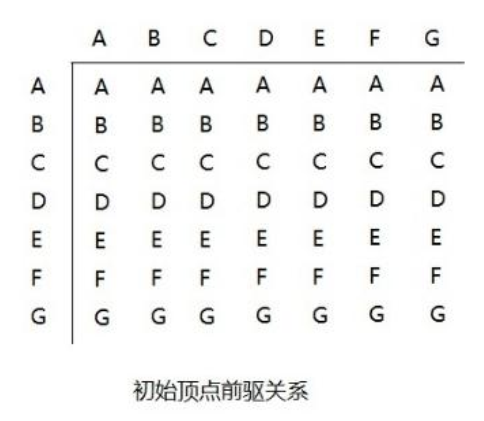 A B C D E F G
A A A A A A A A
B B B B B B B B
C C C C C C C C
D D D D D D D D
E E E E E E E E
F F F F F F F F
G G G G G G G G
初始顶点前驱关系